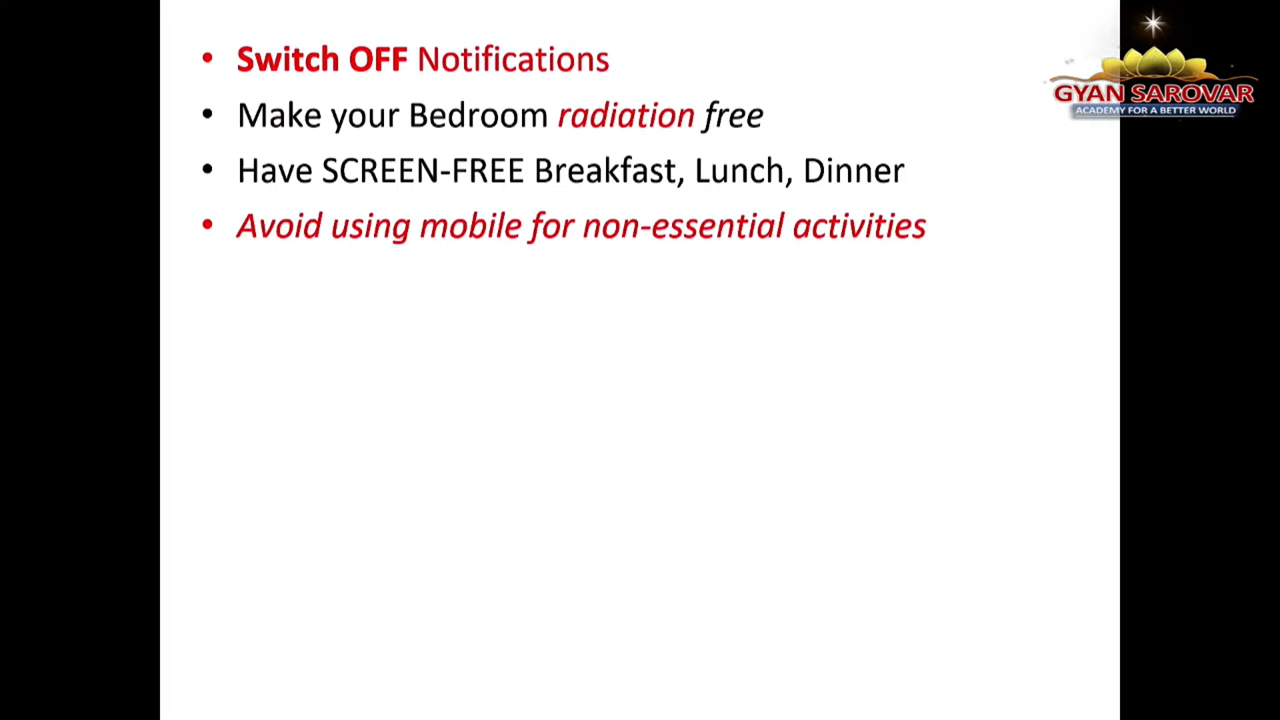 • Switch OFF Notifications
• Make your Bedroom radiation free
• Have SCREEN-FREE Breakfast, Lunch, Dinner
• Avoid using mobile for non-essential activities
GYAN SAROVAR
ACADEMY FOR A BETTER WORLD